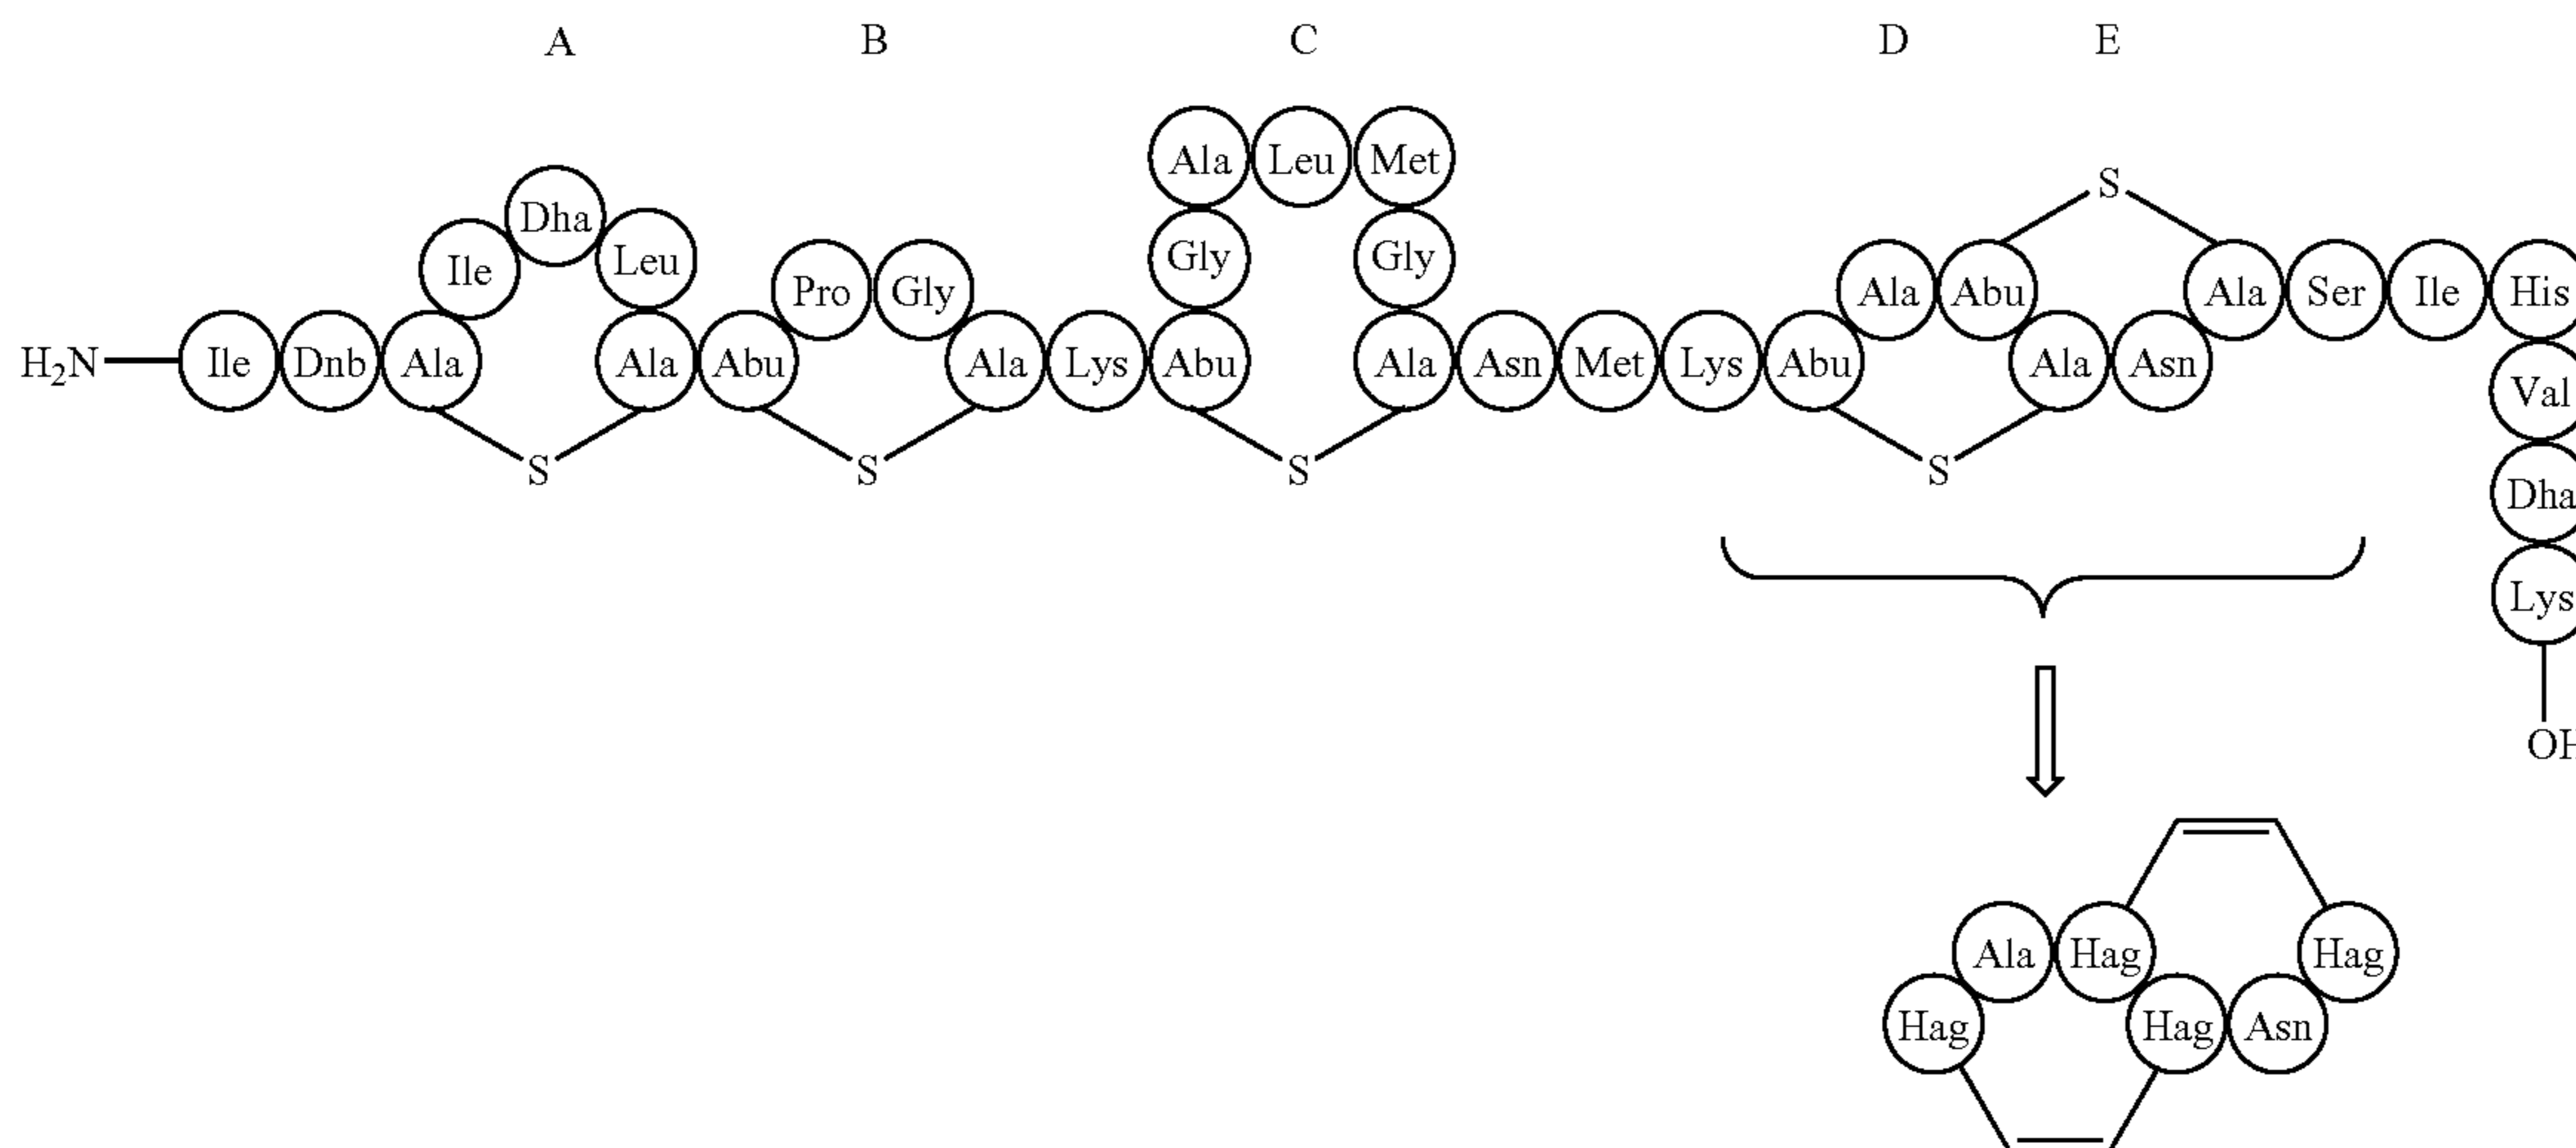 A B C D E
Ala Leu Met
S
Dha
Ile Leu Gly Gly
Pro Gly Ala Abu Ala Ser Ile His
H₂N Ile Dnb Ala Ala Abu Ala Lys Abu Ala Asn Met Lys Abu Ala Asn
Val
S S S S
Dha
Lys
OH
Ala Hag Hag
Hag Hag Asn